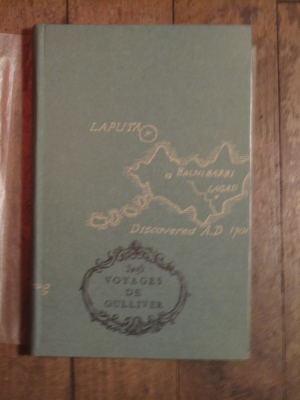 LAPUTA
BALNIBARBI
LAGADO
Discovered A.D 1701
Les
VOYAGES
DE
GULLIVER